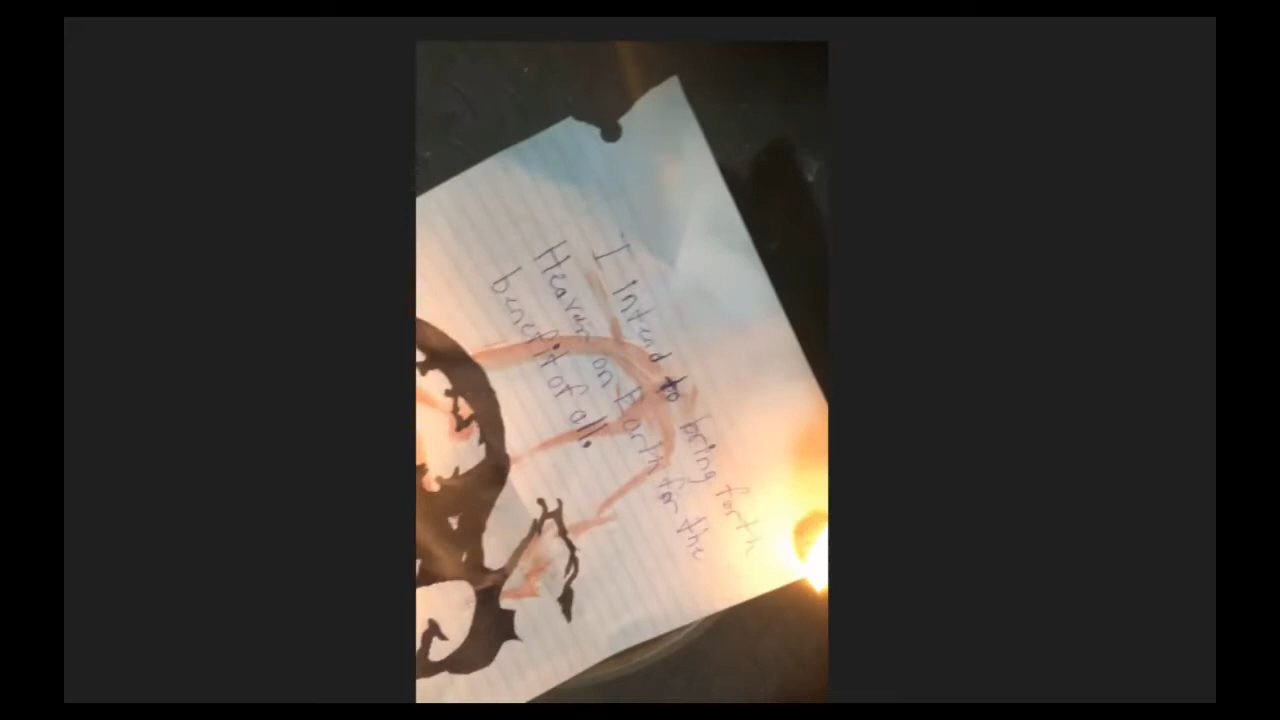 I Intend to bring forth
Heaven on Earth for the
benefit of all.